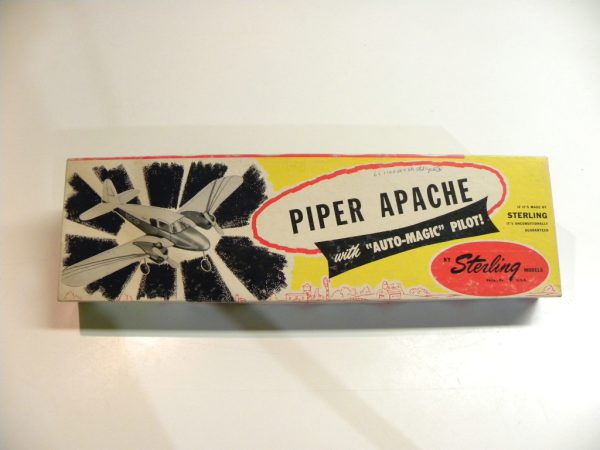 PIPER APACHE
with "AUTO-MAGIC" PILOT!
IF IT'S MADE BY
STERLING
IT'S UNCONDITIONALLY
GUARANTEED
BY Sterling MODELS
PHILA., PA. U.S.A.